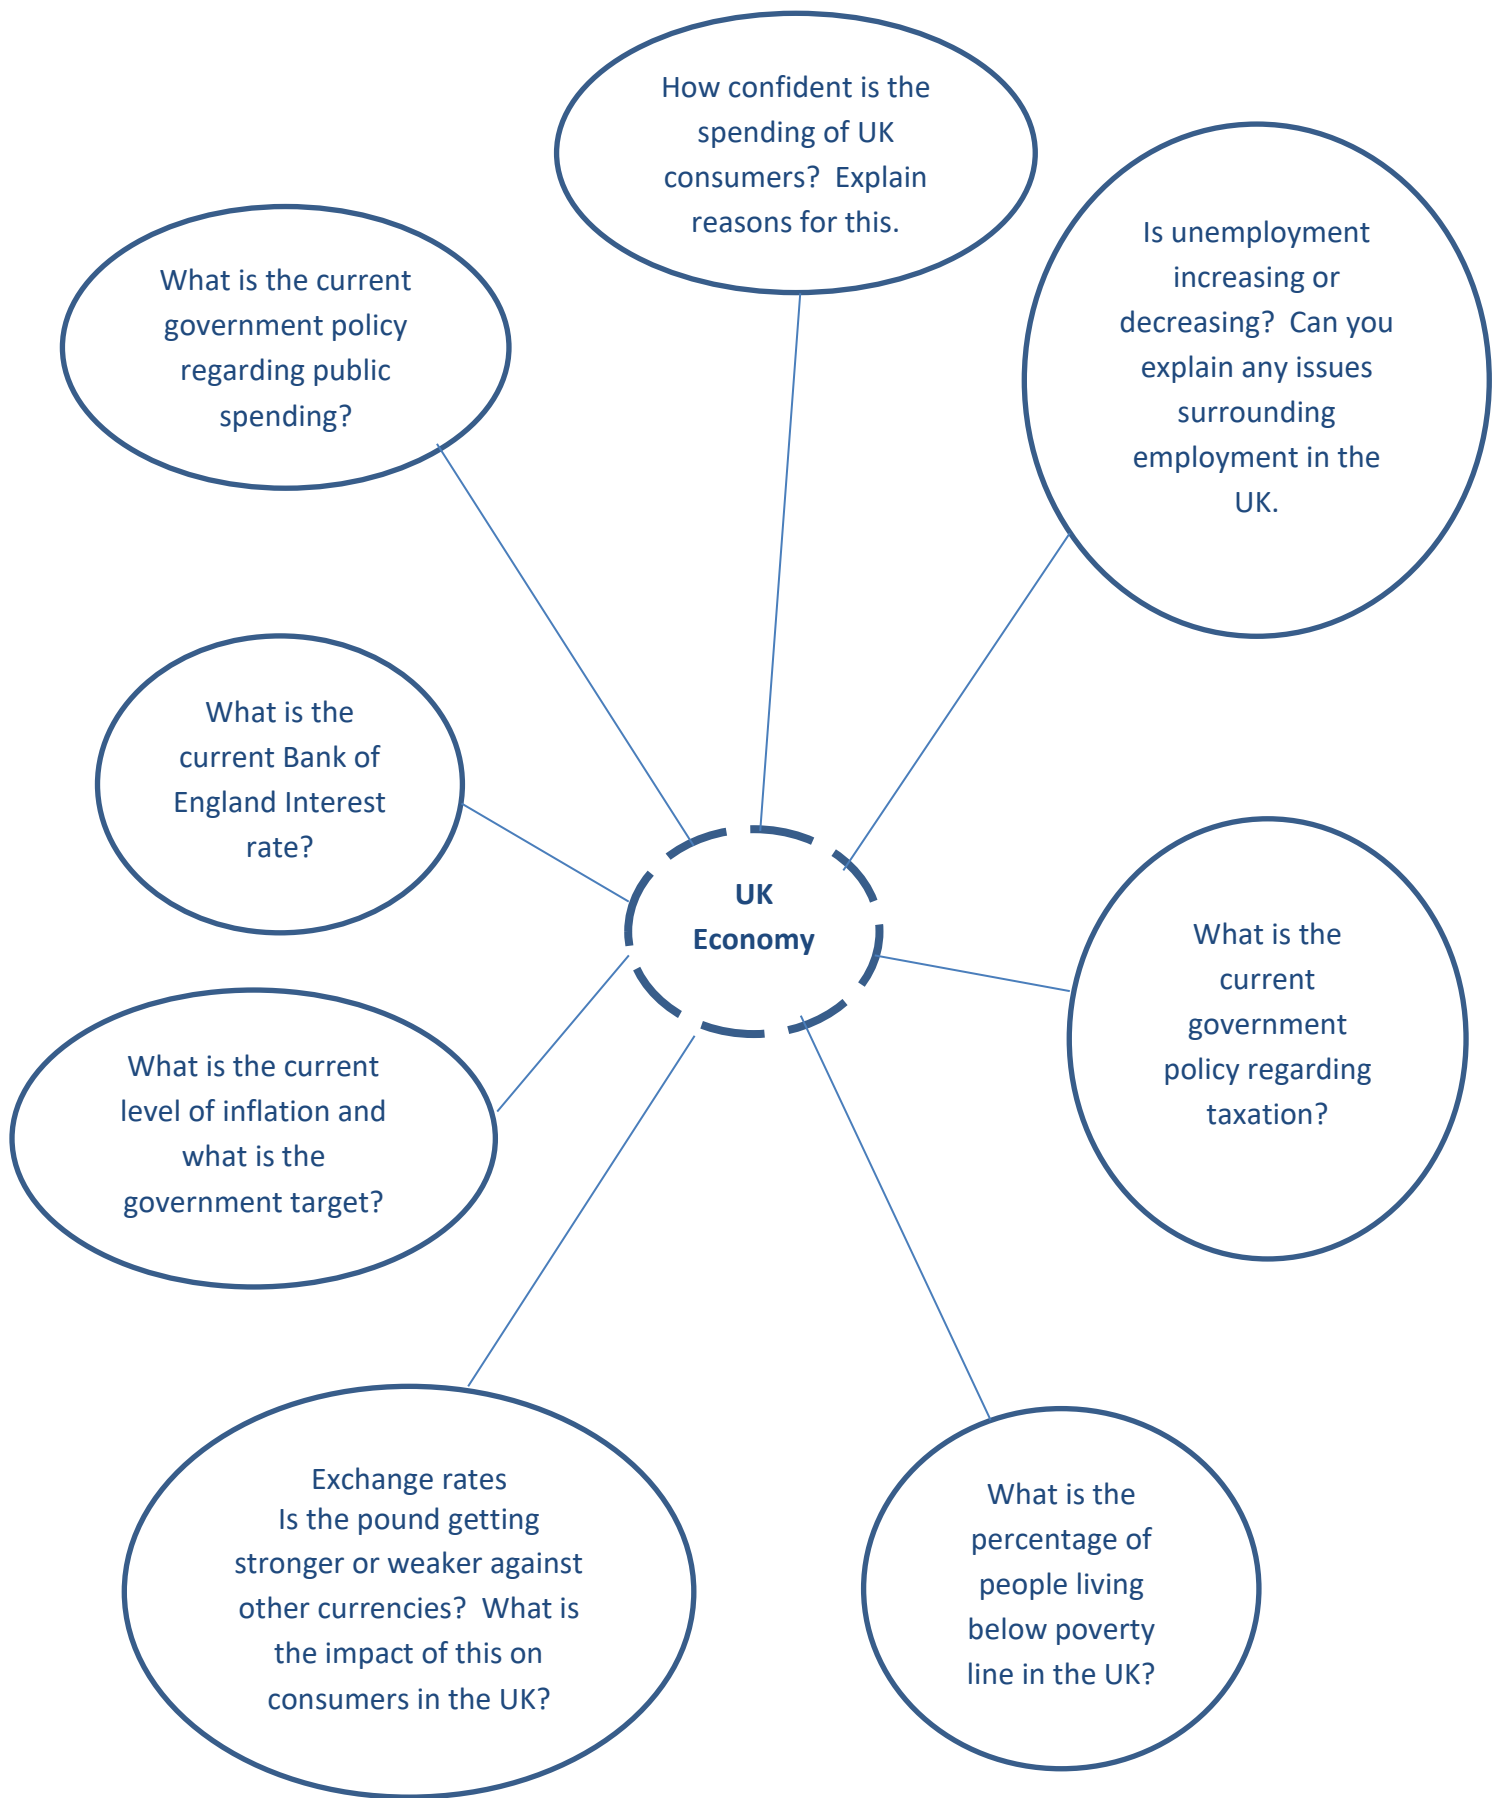 How confident is the
spending of UK
consumers?  Explain
reasons for this.
Is unemployment
increasing or
decreasing?  Can you
explain any issues
surrounding
employment in the
UK.
What is the current
government policy
regarding public
spending?
What is the
current Bank of
England Interest
rate?
UK
Economy
What is the
current
government
policy regarding
taxation?
What is the current
level of inflation and
what is the
government target?
Exchange rates
Is the pound getting
stronger or weaker against
other currencies?  What is
the impact of this on
consumers in the UK?
What is the
percentage of
people living
below poverty
line in the UK?